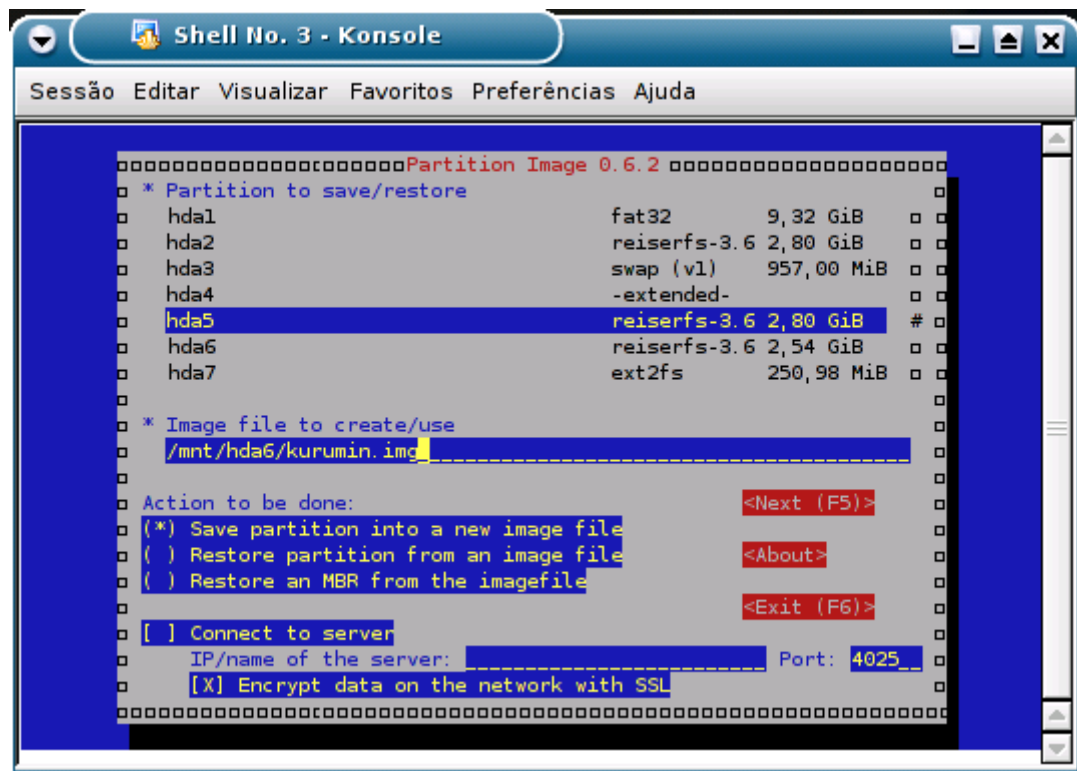 Shell No. 3 - Konsole
Sessão Editar Visualizar Favoritos Preferências Ajuda
Partition Image 0.6.2
* Partition to save/restore
hda1 fat32 9,32 GiB
hda2 reiserfs-3.6 2,80 GiB
hda3 swap (v1) 957,00 MiB
hda4 -extended-
hda5 reiserfs-3.6 2,80 GiB #
hda6 reiserfs-3.6 2,54 GiB
hda7 ext2fs 250,98 MiB
* Image file to create/use
/mnt/hda6/kurumin.img
Action to be done: <Next (F5)>
(*) Save partition into a new image file
( ) Restore partition from an image file <About>
( ) Restore an MBR from the imagefile
<Exit (F6)>
[ ] Connect to server
IP/name of the server: __________________________ Port: 4025__
[X] Encrypt data on the network with SSL